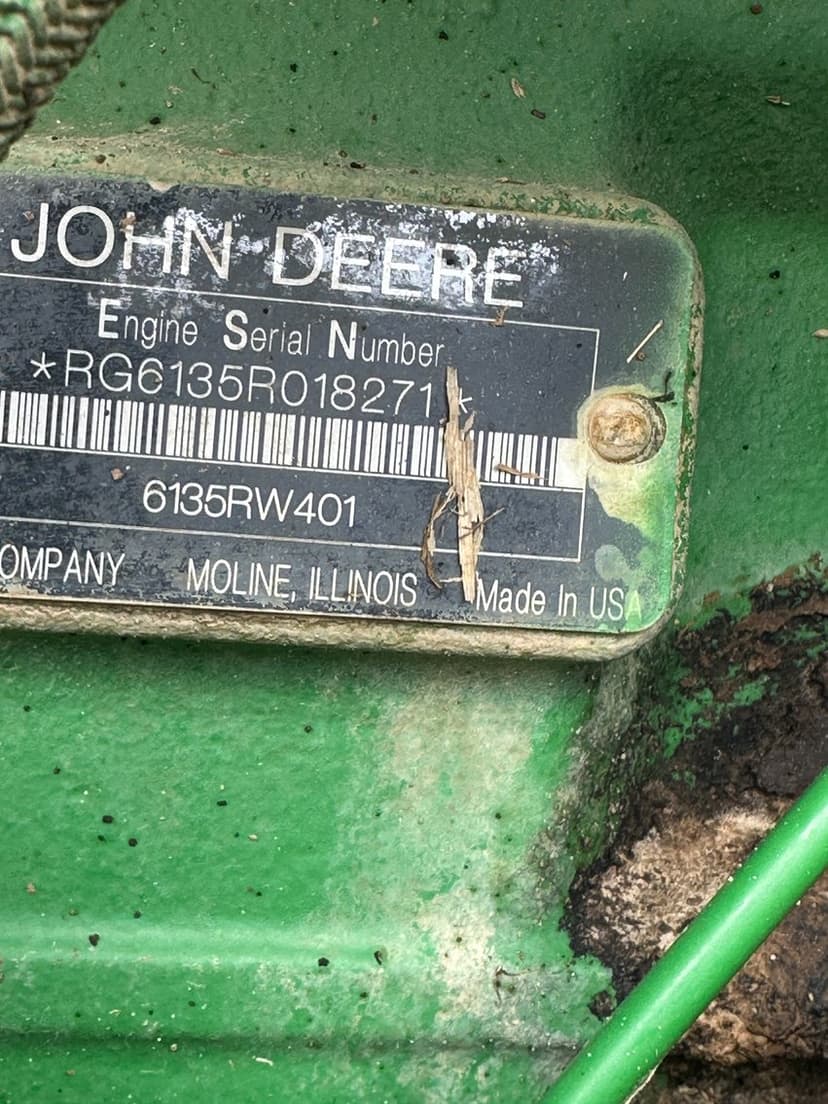 JOHN DEERE
Engine Serial Number
*RG6135R018271*
6135RW401
OMPANY MOLINE, ILLINOIS Made In USA